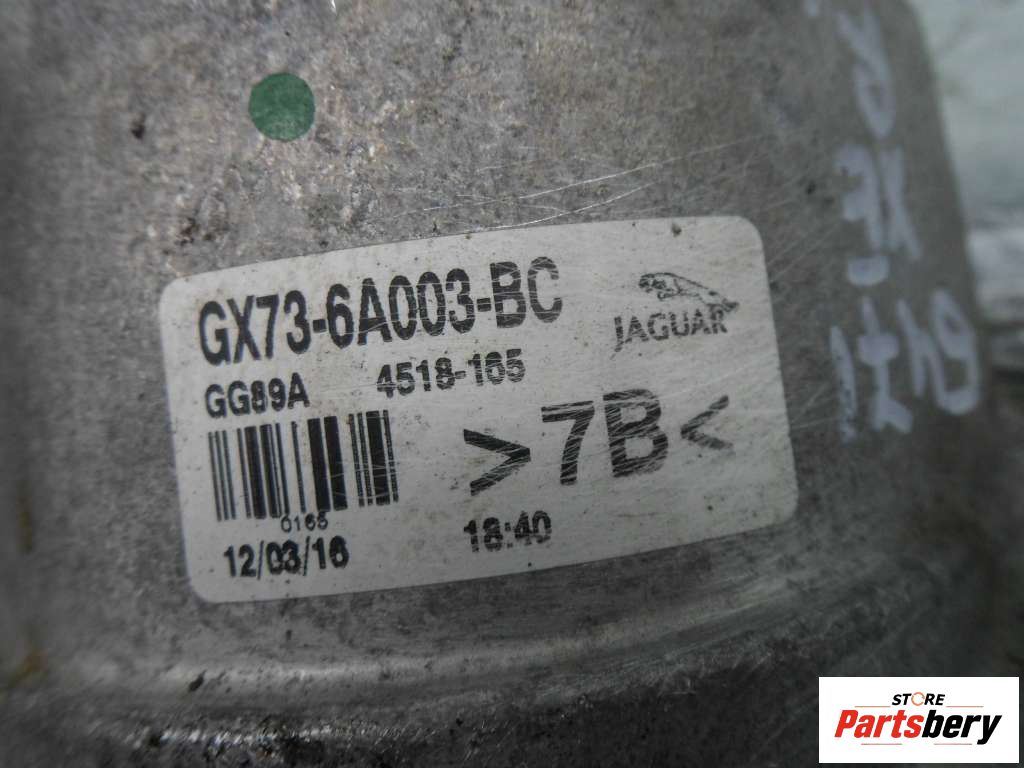 GX73-6A003-BC
JAGUAR
GG89A 4518-165
>7B<
0165
12/03/16 18:40
STORE
Partsbery